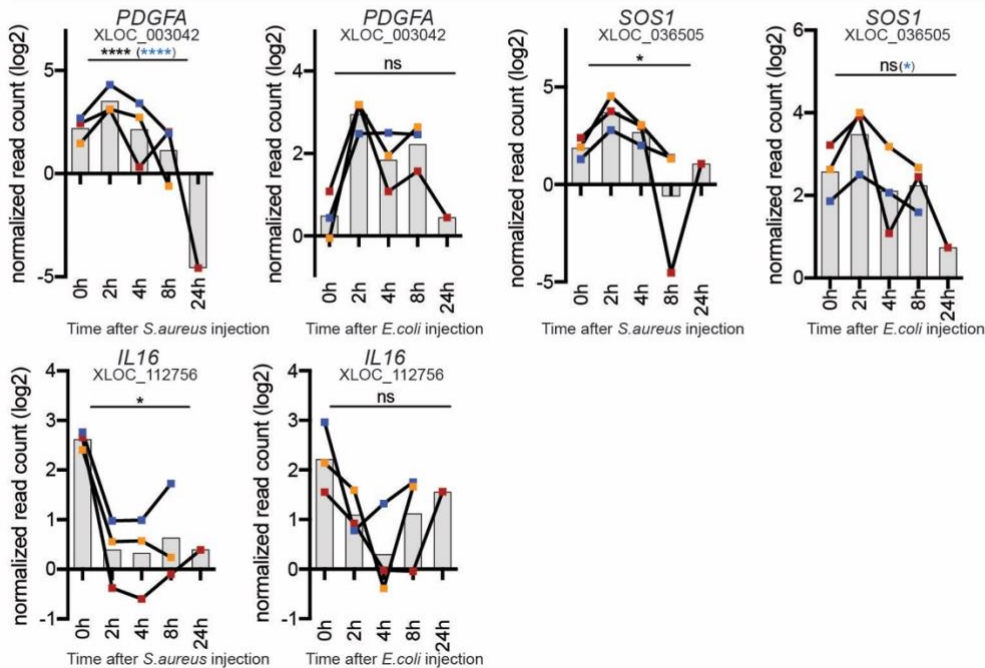 PDGFA
XLOC_003042
**** (****)
normalized read count (log2)
5
0
-5
0h
2h
4h
8h
24h
Time after S.aureus injection
PDGFA
XLOC_003042
ns
normalized read count (log2)
4
2
0
0h
2h
4h
8h
24h
Time after E.coli injection
SOS1
XLOC_036505
*
normalized read count (log2)
5
0
-5
0h
2h
4h
8h
24h
Time after S.aureus injection
SOS1
XLOC_036505
ns(*)
normalized read count (log2)
6
4
2
0
0h
2h
4h
8h
24h
Time after E.coli injection
IL16
XLOC_112756
*
normalized read count (log2)
4
3
2
1
0
-1
0h
2h
4h
8h
24h
Time after S.aureus injection
IL16
XLOC_112756
ns
normalized read count (log2)
4
3
2
1
0
-1
0h
2h
4h
8h
24h
Time after E.coli injection